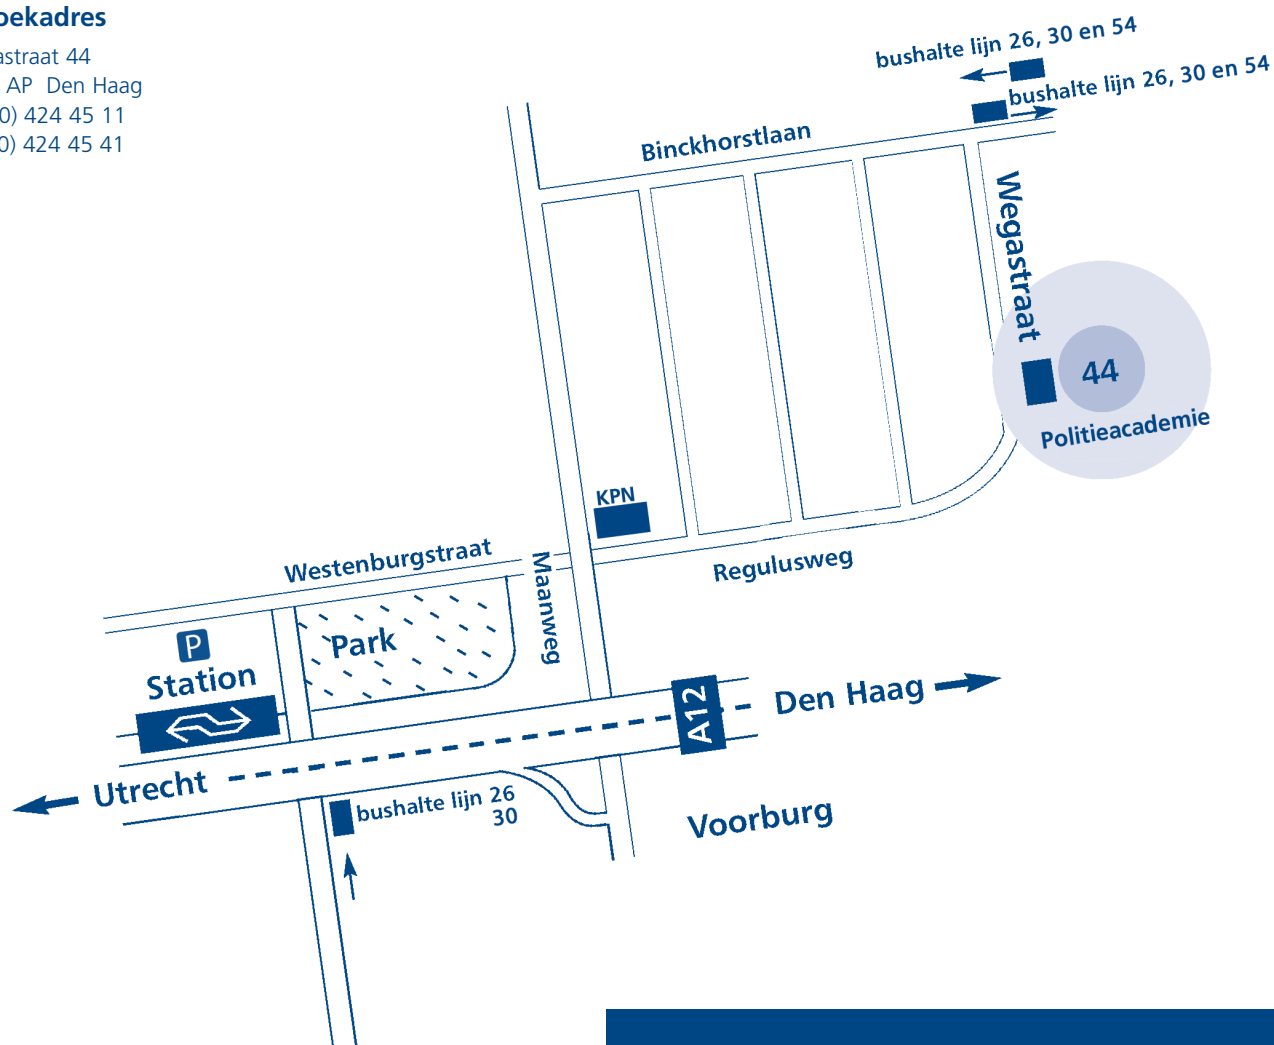 oekadres
astraat 44
AP Den Haag
0) 424 45 11
0) 424 45 41
bushalte lijn 26, 30 en 54
bushalte lijn 26, 30 en 54
Binckhorstlaan
Wegastraat
44
Politieacademie
KPN
Westenburgstraat
Maanweg
Regulusweg
P
Park
Station
A12
Den Haag
Utrecht
bushalte lijn 26
30
Voorburg